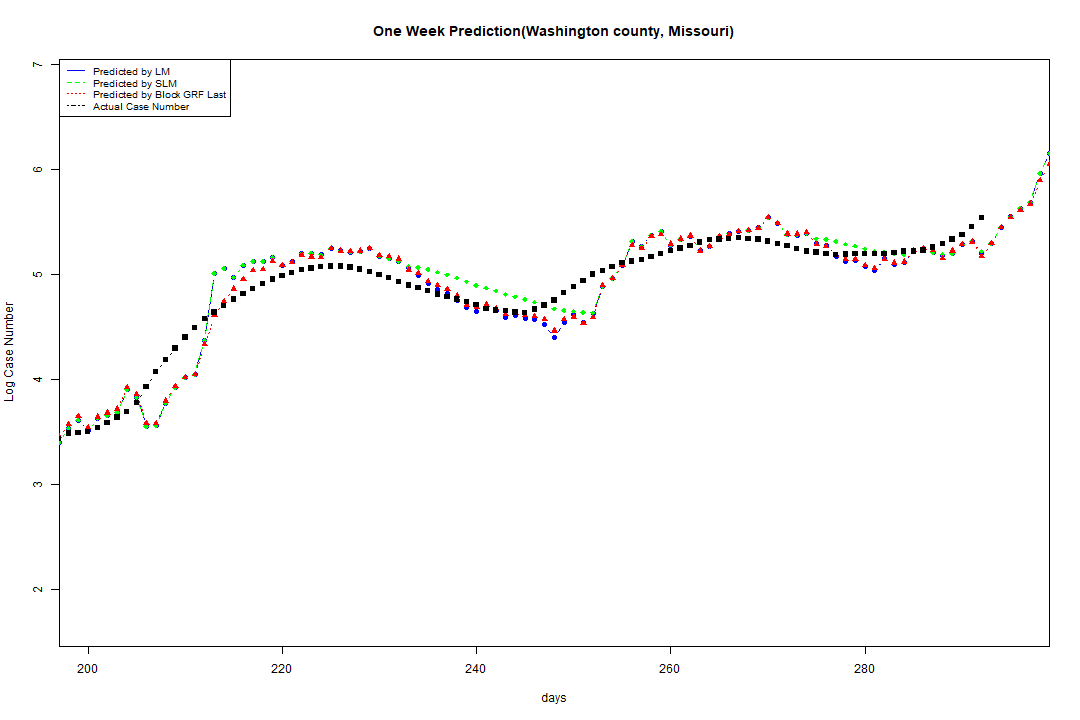 One Week Prediction(Washington county, Missouri)
Predicted by LM
Predicted by SLM
Predicted by Block GRF Last
Actual Case Number
7
6
5
4
3
2
Log Case Number
200 220 240 260 280
days